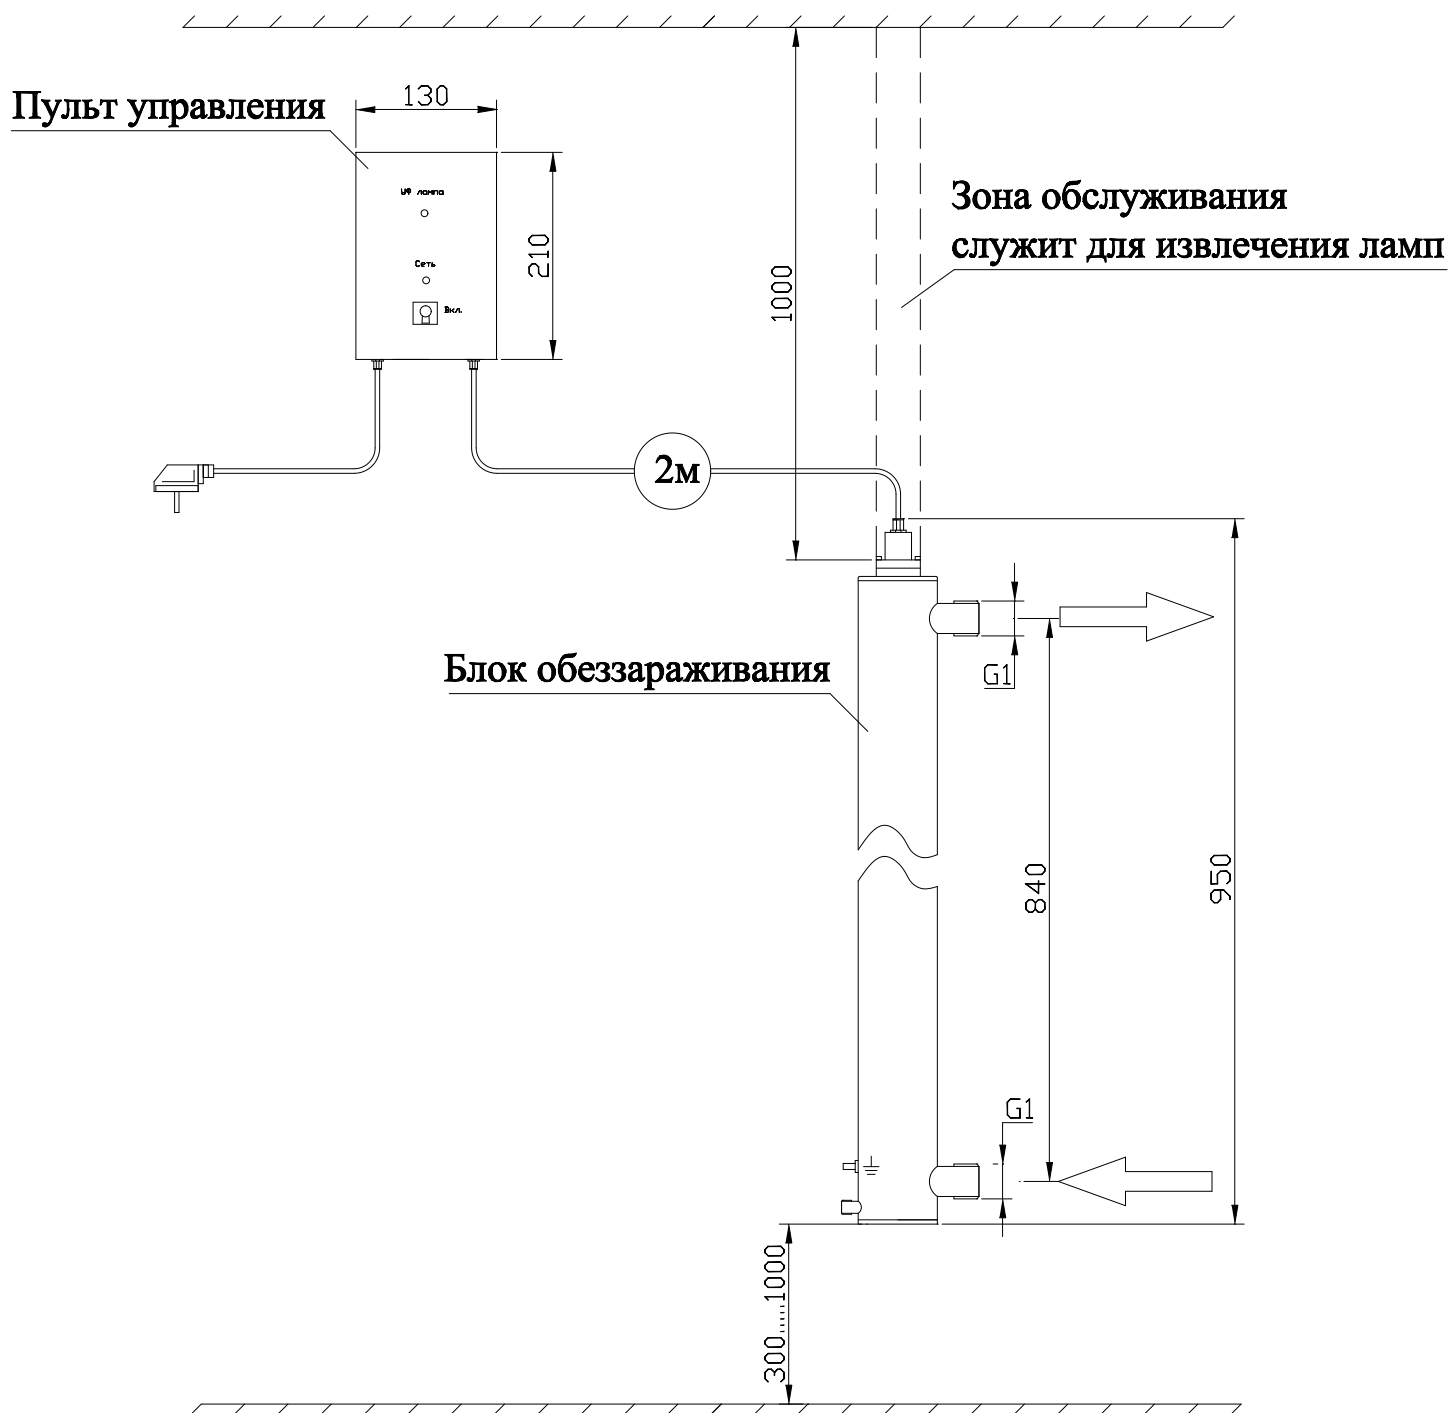 130
Пульт управления
УФ лампа
Сеть
Вкл.
210
1000
Зона обслуживания
служит для извлечения ламп
2м
G1
Блок обеззараживания
840
950
G1
300.....1000